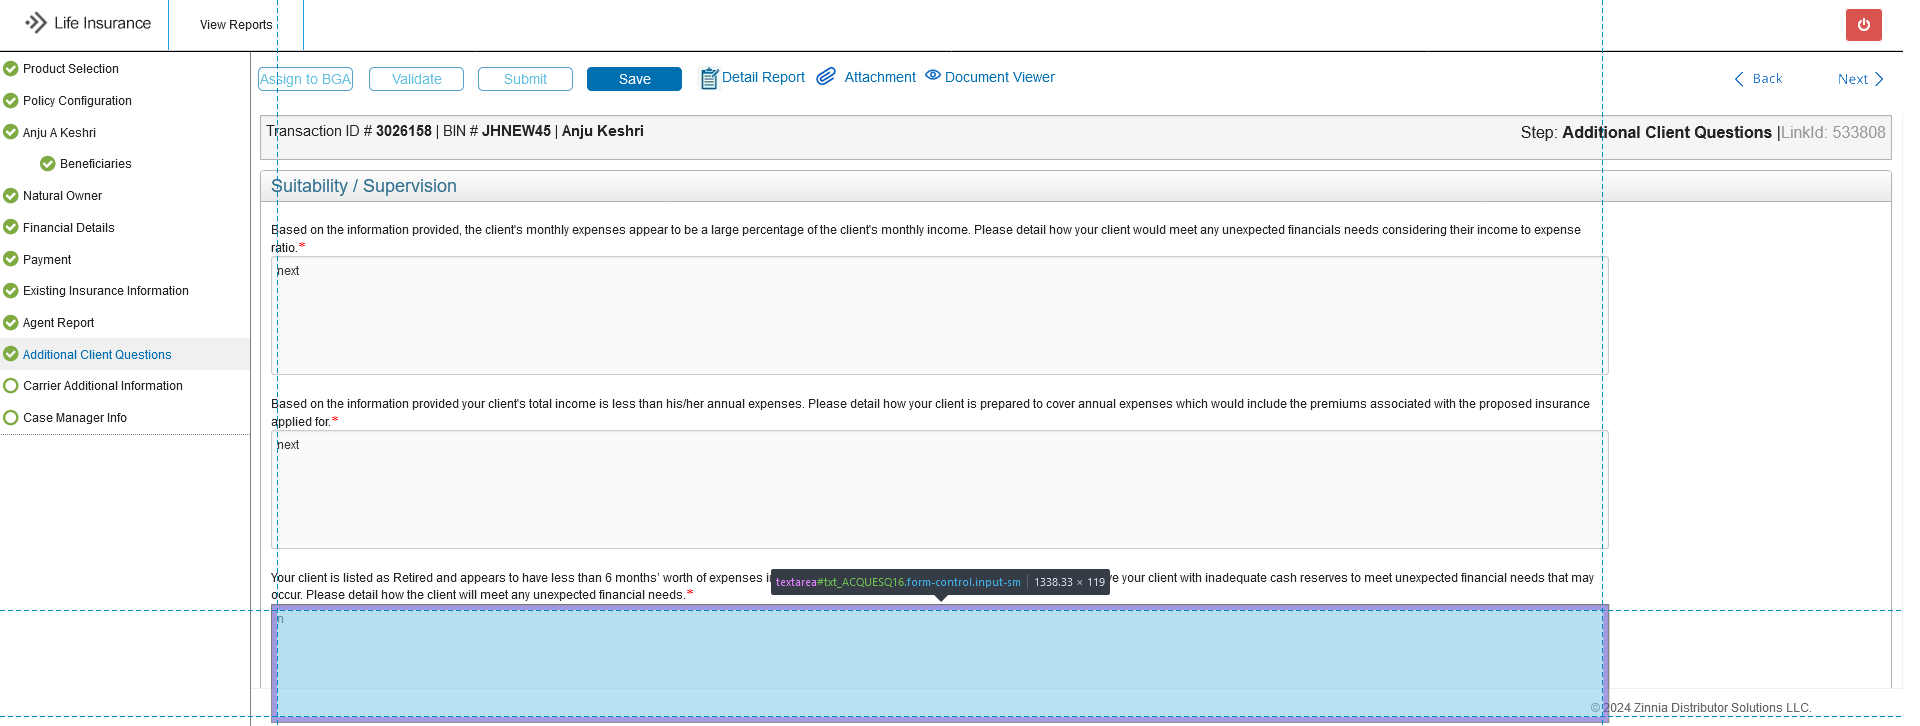 Life Insurance
View Reports
Product Selection
Policy Configuration
Anju A Keshri
Beneficiaries
Natural Owner
Financial Details
Payment
Existing Insurance Information
Agent Report
Additional Client Questions
Carrier Additional Information
Case Manager Info
Assign to BGA
Validate
Submit
Save
Detail Report
Attachment
Document Viewer
Back
Next
Transaction ID # 3026158 | BIN # JHNEW45 | Anju Keshri
Step: Additional Client Questions |LinkId: 533808
Suitability / Supervision
Based on the information provided, the client's monthly expenses appear to be a large percentage of the client's monthly income. Please detail how your client would meet any unexpected financials needs considering their income to expense
ratio.*
next
Based on the information provided your client's total income is less than his/her annual expenses. Please detail how your client is prepared to cover annual expenses which would include the premiums associated with the proposed insurance
applied for.*
next
Your client is listed as Retired and appears to have less than 6 months' worth of expenses
textarea#txt_ACQUESQ16.form-control.input-sm | 1338.33 × 119
your client with inadequate cash reserves to meet unexpected financial needs that may
occur. Please detail how the client will meet any unexpected financial needs.*
n
© 2024 Zinnia Distributor Solutions LLC.